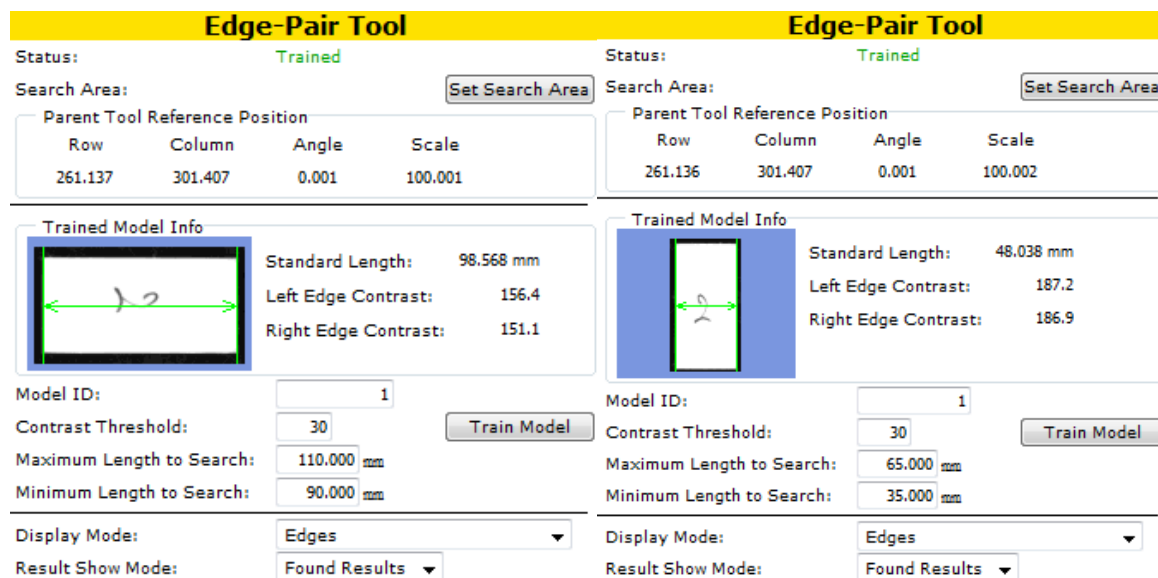 Edge-Pair Tool
Status: Trained
Search Area: Set Search Area
Parent Tool Reference Position
Row Column Angle Scale
261.137 301.407 0.001 100.001
Trained Model Info
Standard Length: 98.568 mm
Left Edge Contrast: 156.4
Right Edge Contrast: 151.1
Model ID: 1
Contrast Threshold: 30 Train Model
Maximum Length to Search: 110.000 mm
Minimum Length to Search: 90.000 mm
Display Mode: Edges
Result Show Mode: Found Results
Edge-Pair Tool
Status: Trained
Search Area: Set Search Area
Parent Tool Reference Position
Row Column Angle Scale
261.136 301.407 0.001 100.002
Trained Model Info
2
Standard Length: 48.038 mm
Left Edge Contrast: 187.2
Right Edge Contrast: 186.9
Model ID: 1
Contrast Threshold: 30 Train Model
Maximum Length to Search: 65.000 mm
Minimum Length to Search: 35.000 mm
Display Mode: Edges
Result Show Mode: Found Results